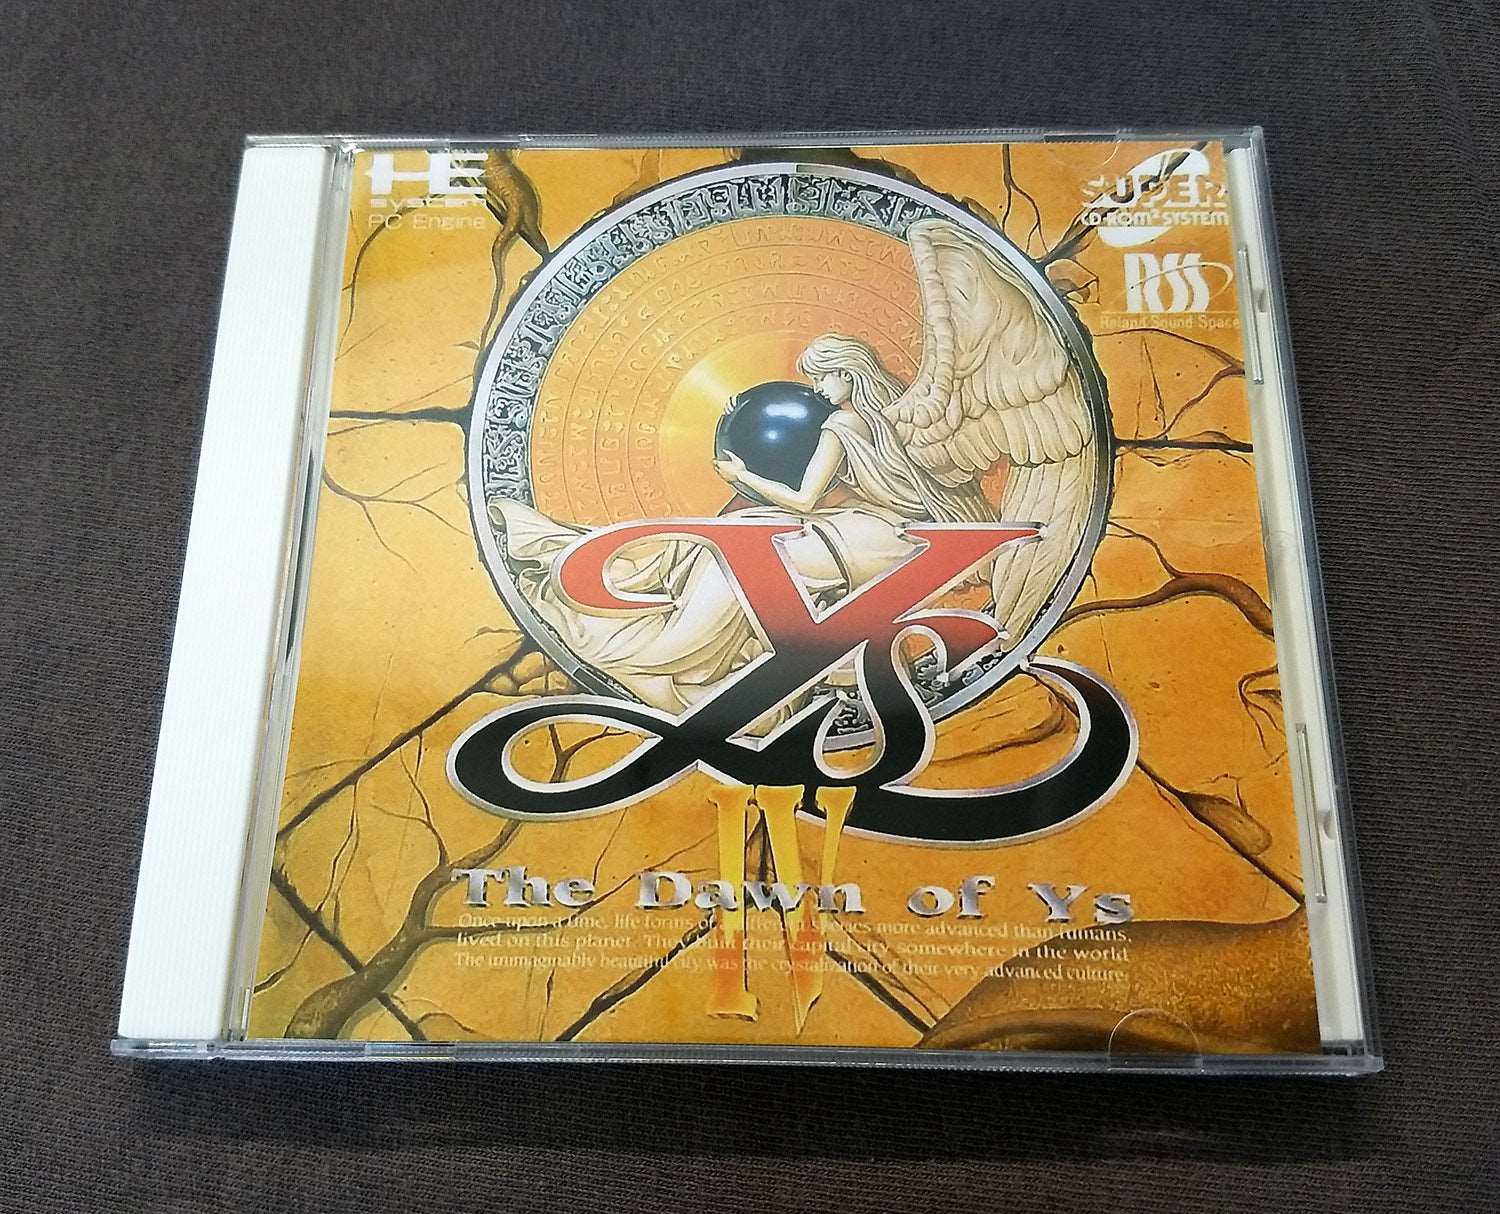 HE
system
PC Engine
SUPER
CD-ROM² SYSTEM
RSS
Roland Sound Space
Ys
IV
The Dawn of Ys
Once upon a time, life forms of a different species more advanced than humans,
lived on this planet. They built their capital city somewhere in the world.
The unimaginably beautiful city was the crystalization of their very advanced culture.